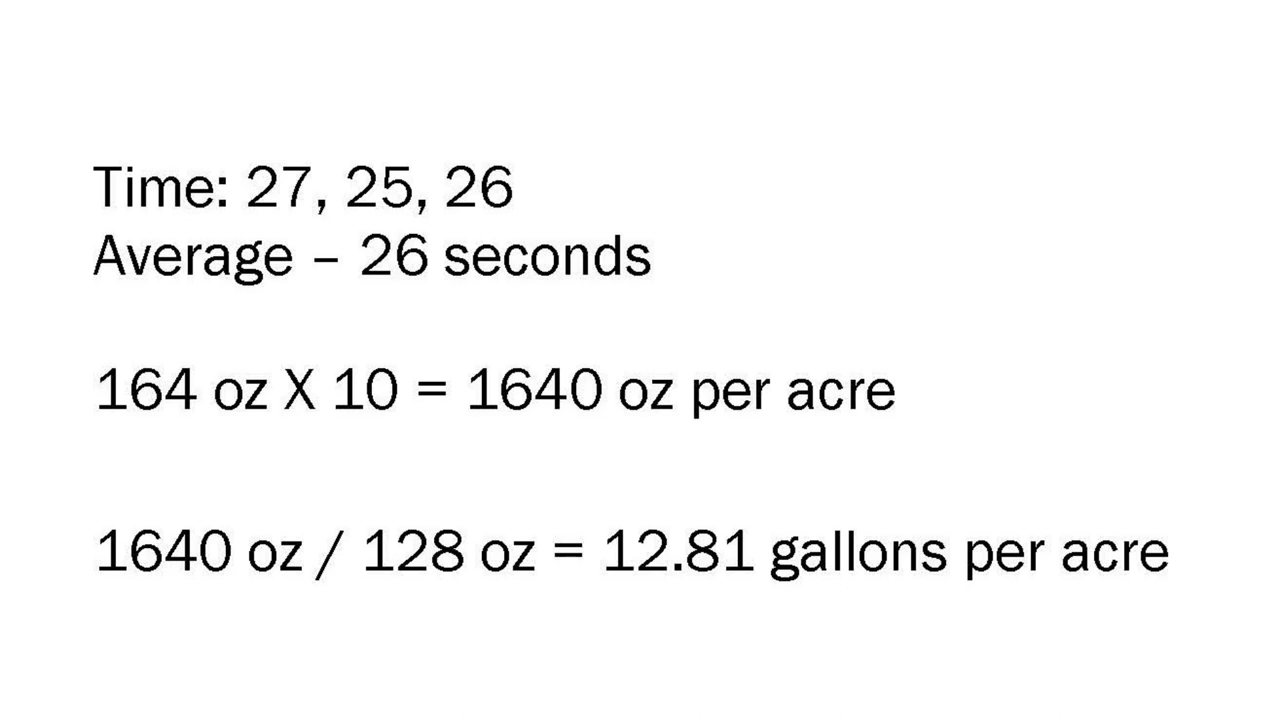 Time: 27, 25, 26
Average – 26 seconds
164 oz X 10 = 1640 oz per acre
1640 oz / 128 oz = 12.81 gallons per acre